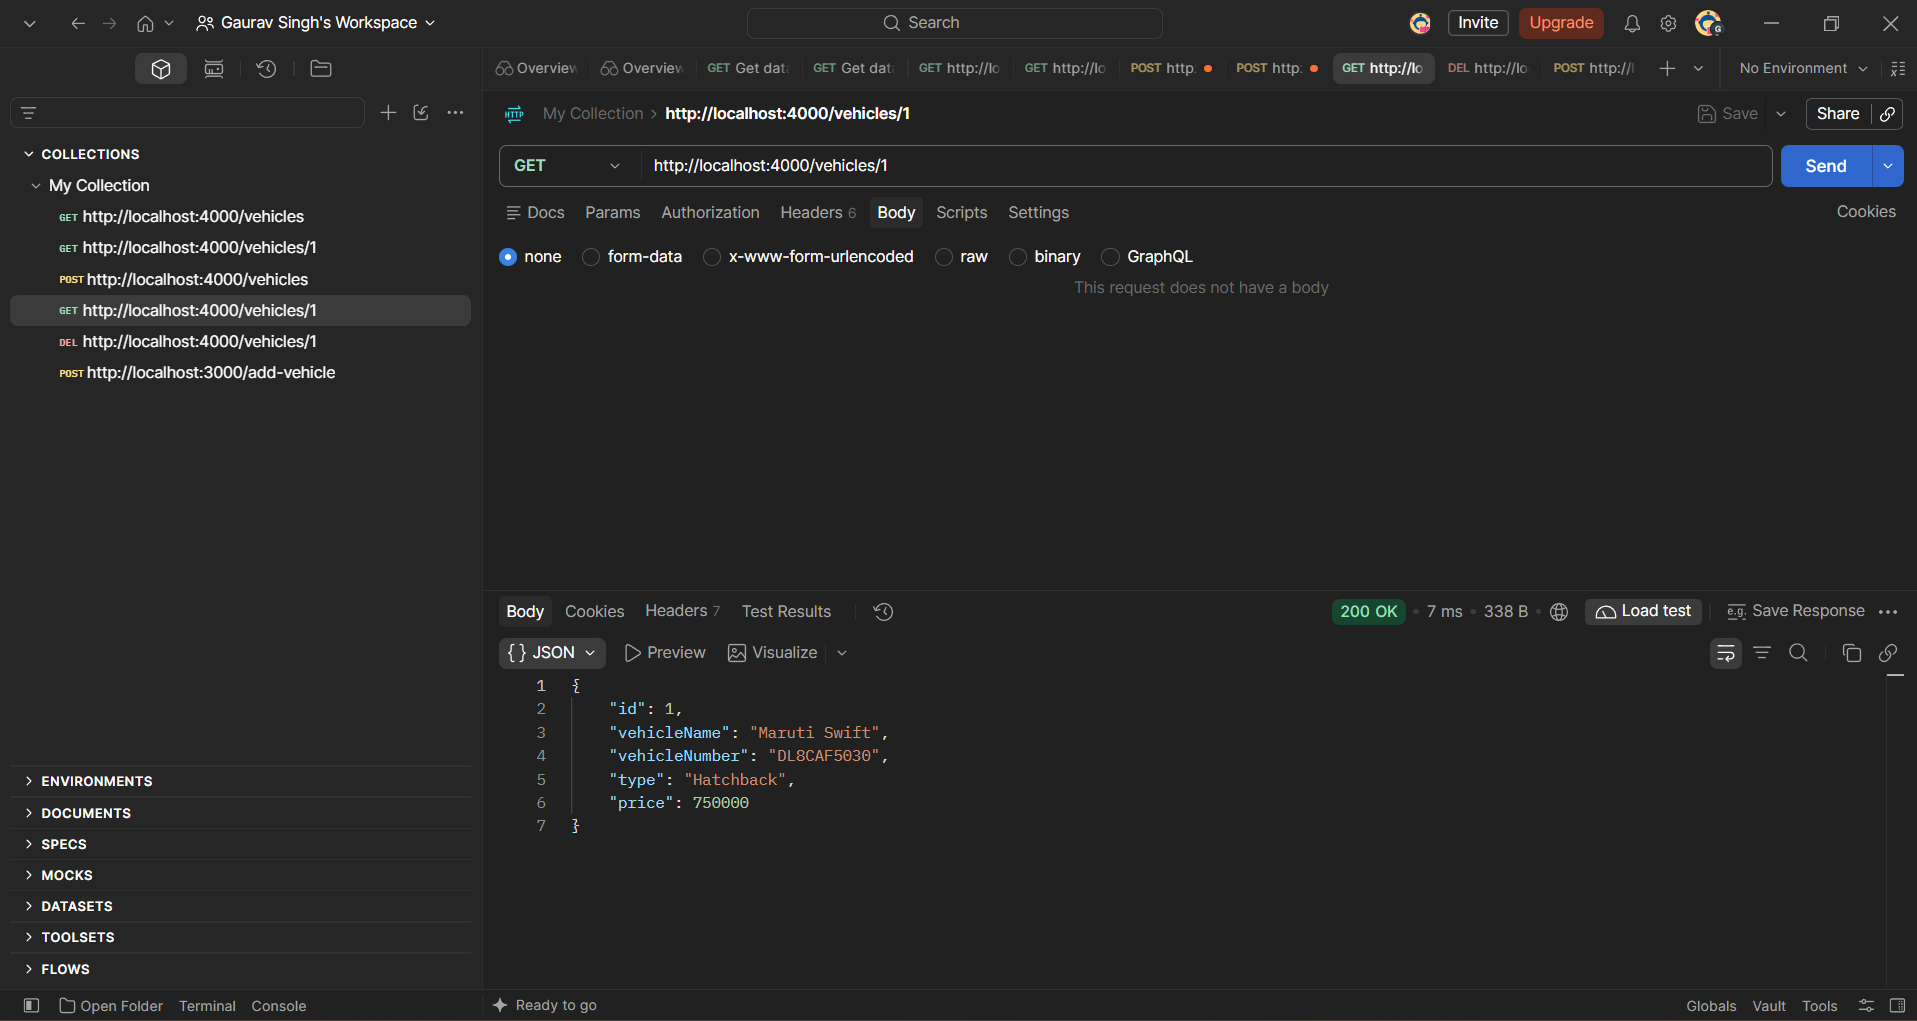 Gaurav Singh's Workspace
Search
Invite
Upgrade
Overview
Overview
GET Get data
GET Get data
GET http://lo
GET http://lo
POST http:
POST http:
GET http://lo
DEL http://lo
POST http://l
No Environment
COLLECTIONS
My Collection
GET http://localhost:4000/vehicles
GET http://localhost:4000/vehicles/1
POST http://localhost:4000/vehicles
GET http://localhost:4000/vehicles/1
DEL http://localhost:4000/vehicles/1
POST http://localhost:3000/add-vehicle
ENVIRONMENTS
DOCUMENTS
SPECS
MOCKS
DATASETS
TOOLSETS
FLOWS
HTTP My Collection > http://localhost:4000/vehicles/1
Save
Share
GET http://localhost:4000/vehicles/1
Send
Docs Params Authorization Headers 6 Body Scripts Settings
Cookies
none form-data x-www-form-urlencoded raw binary GraphQL
This request does not have a body
Body Cookies Headers 7 Test Results
200 OK • 7 ms • 338 B
Load test
e.g. Save Response
{} JSON Preview Visualize
1 {
2 "id": 1,
3 "vehicleName": "Maruti Swift",
4 "vehicleNumber": "DL8CAF5030",
5 "type": "Hatchback",
6 "price": 750000
7 }
Open Folder Terminal Console
Ready to go
Globals Vault Tools